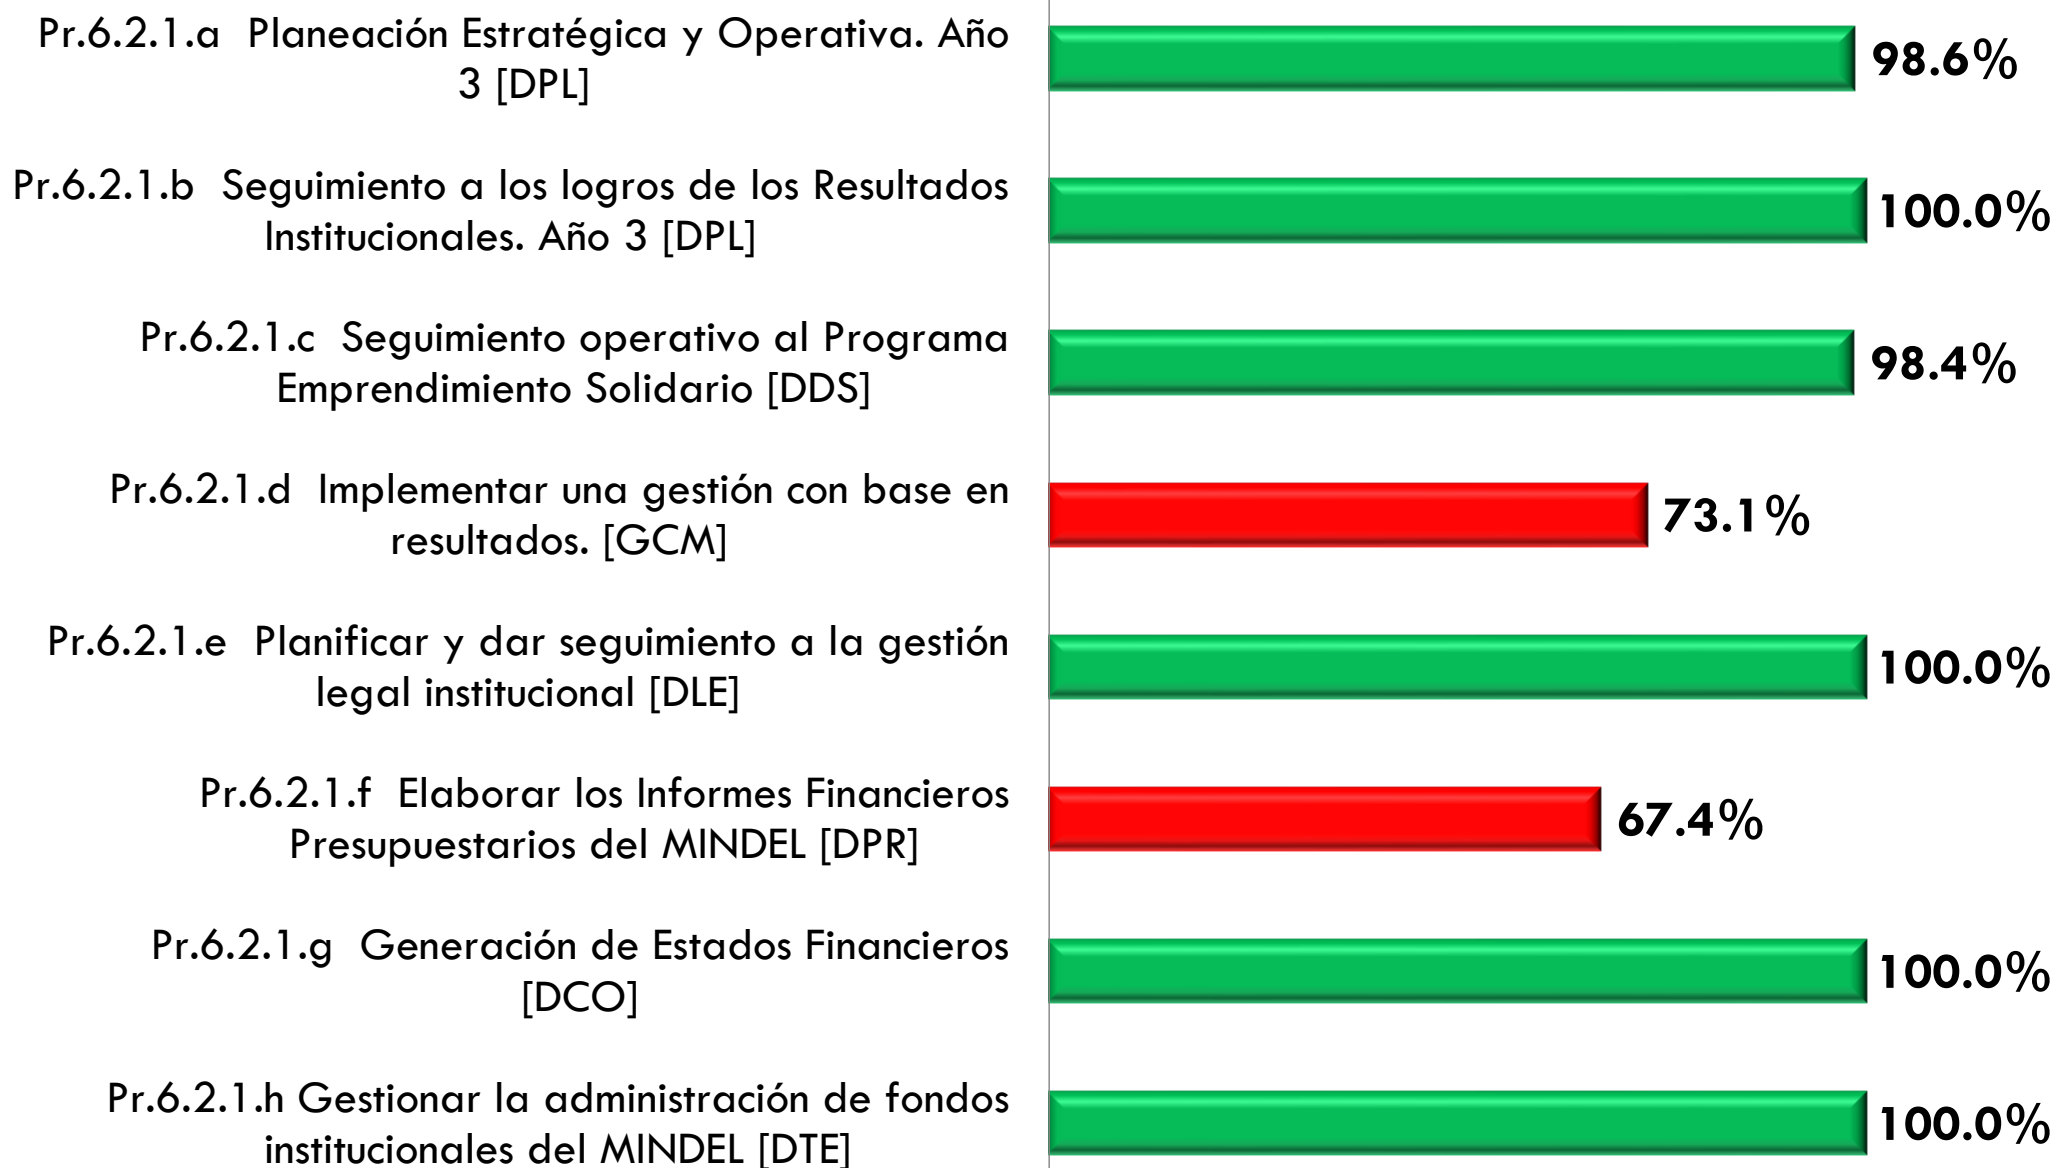 Pr.6.2.1.a  Planeación Estratégica y Operativa. Año
3 [DPL]
98.6%
Pr.6.2.1.b  Seguimiento a los logros de los Resultados
Institucionales. Año 3 [DPL]
100.0%
Pr.6.2.1.c  Seguimiento operativo al Programa
Emprendimiento Solidario [DDS]
98.4%
Pr.6.2.1.d  Implementar una gestión con base en
resultados. [GCM]
73.1%
Pr.6.2.1.e  Planificar y dar seguimiento a la gestión
legal institucional [DLE]
100.0%
Pr.6.2.1.f  Elaborar los Informes Financieros
Presupuestarios del MINDEL [DPR]
67.4%
Pr.6.2.1.g  Generación de Estados Financieros
[DCO]
100.0%
Pr.6.2.1.h Gestionar la administración de fondos
institucionales del MINDEL [DTE]
100.0%